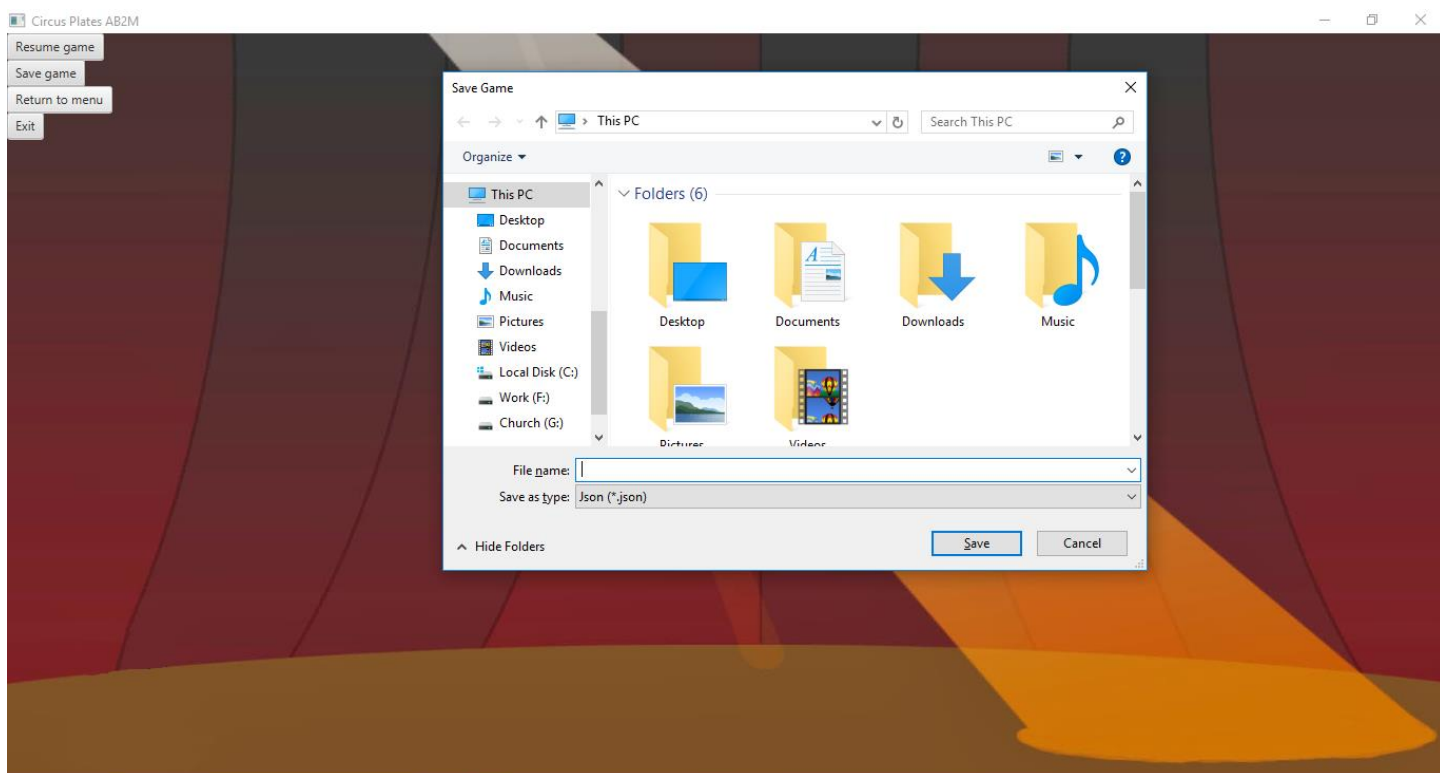 Circus Plates AB2M
Resume game
Save game
Return to menu
Exit
Save Game
This PC
Search This PC
Organize
This PC
Desktop
Documents
Downloads
Music
Pictures
Videos
Local Disk (C:)
Work (F:)
Church (G:)
Folders (6)
Desktop Documents Downloads Music
Pictures Videos
File name:
Save as type: Json (*.json)
Hide Folders
Save Cancel